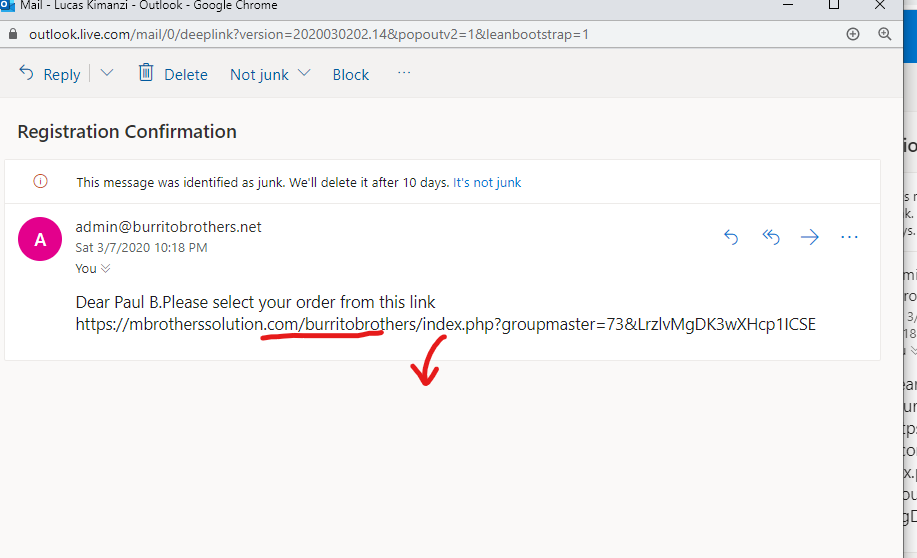 Mail - Lucas Kimanzi - Outlook - Google Chrome
outlook.live.com/mail/0/deeplink?version=2020030202.14&popoutv2=1&leanbootstrap=1
Reply Delete Not junk Block ...
Registration Confirmation
This message was identified as junk. We'll delete it after 10 days. It's not junk
A
admin@burritobrothers.net
Sat 3/7/2020 10:18 PM
You
Dear Paul B.Please select your order from this link
https://mbrotherssolution.com/burritobrothers/index.php?groupmaster=73&LrzlvMgDK3wXHcp1ICSE